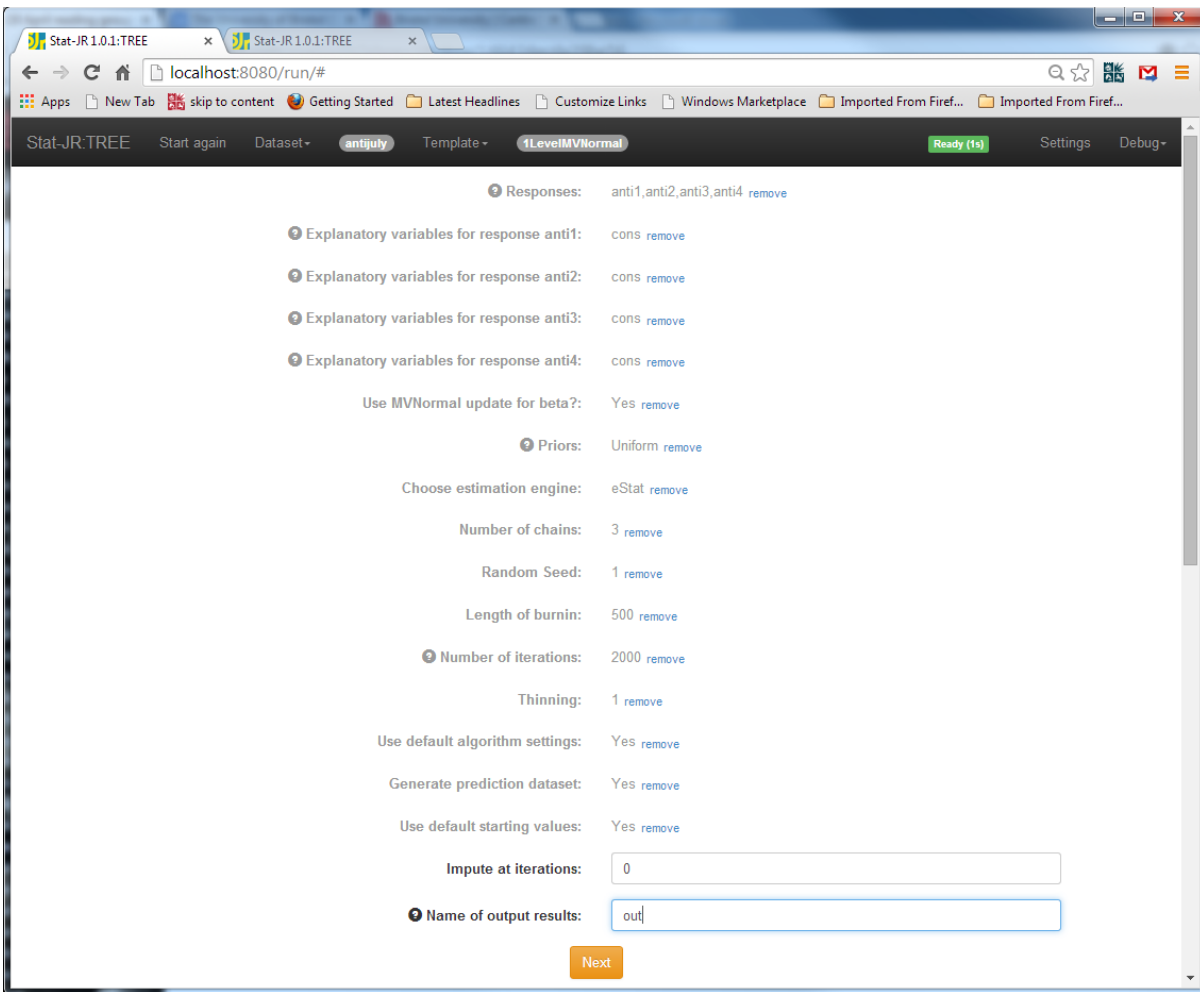 Stat-JR 1.0.1:TREE Stat-JR 1.0.1:TREE
localhost:8080/run/#
Apps New Tab skip to content Getting Started Latest Headlines Customize Links Windows Marketplace Imported From Firef... Imported From Firef...
Stat-JR:TREE Start again Dataset antijuly Template 1LevelMVNormal Ready (1s) Settings Debug
Responses: anti1,anti2,anti3,anti4 remove
Explanatory variables for response anti1: cons remove
Explanatory variables for response anti2: cons remove
Explanatory variables for response anti3: cons remove
Explanatory variables for response anti4: cons remove
Use MVNormal update for beta?: Yes remove
Priors: Uniform remove
Choose estimation engine: eStat remove
Number of chains: 3 remove
Random Seed: 1 remove
Length of burnin: 500 remove
Number of iterations: 2000 remove
Thinning: 1 remove
Use default algorithm settings: Yes remove
Generate prediction dataset: Yes remove
Use default starting values: Yes remove
Impute at iterations: 0
Name of output results: out
Next